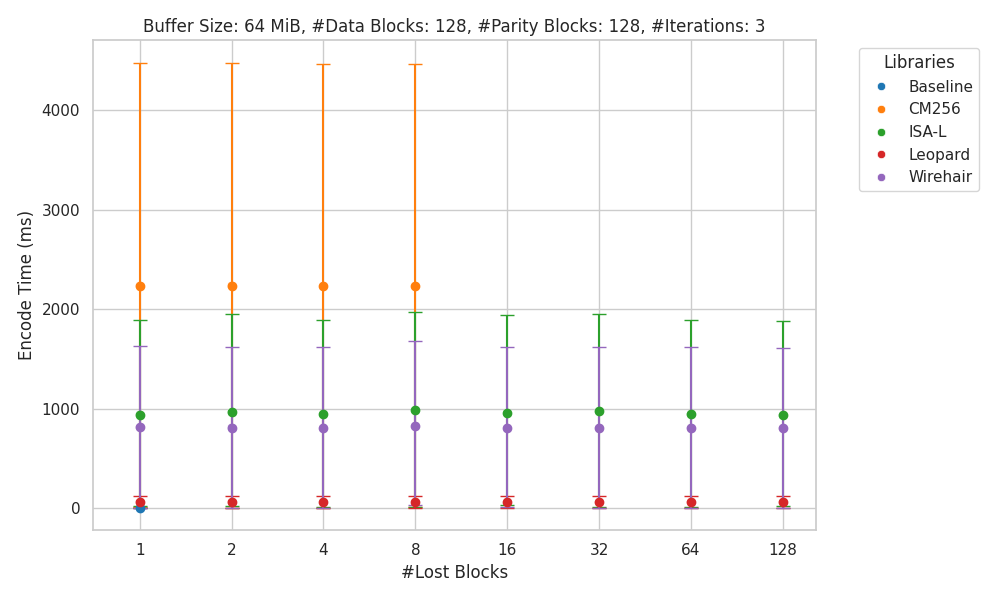 Buffer Size: 64 MiB, #Data Blocks: 128, #Parity Blocks: 128, #Iterations: 3
Encode Time (ms)
4000
3000
2000
1000
0
1 2 4 8 16 32 64 128
#Lost Blocks
Libraries
Baseline
CM256
ISA-L
Leopard
Wirehair